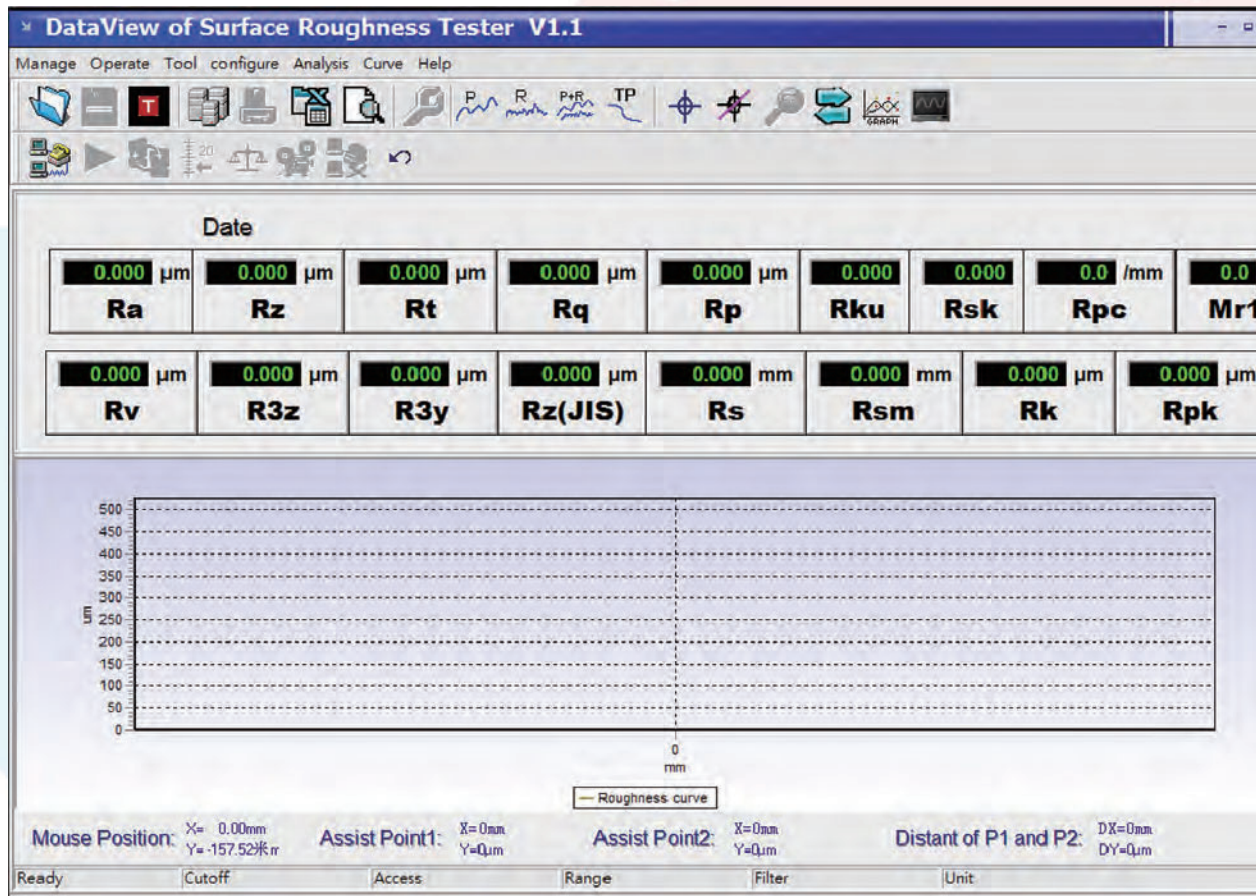 DataView of Surface Roughness Tester V1.1
Manage Operate Tool configure Analysis Curve Help
T P R P+R TP GRAPH
20
Date
0.000 µm 0.000 µm 0.000 µm 0.000 µm 0.000 µm 0.000 0.000 0.0 /mm 0.0
Ra Rz Rt Rq Rp Rku Rsk Rpc Mr1
0.000 µm 0.000 µm 0.000 µm 0.000 µm 0.000 mm 0.000 mm 0.000 µm 0.000 µm
Rv R3z R3y Rz(JIS) Rs Rsm Rk Rpk
500
450
400
350
300
250
200
150
100
50
0
um
0
mm
Roughness curve
Mouse Position: X= 0.00mm Assist Point1: X=0mm Assist Point2: X=0mm Distant of P1 and P2: DX=0mm
Y= -157.52米 Y=0µm Y=0µm DY=0µm
Ready Cutoff Access Range Filter Unit